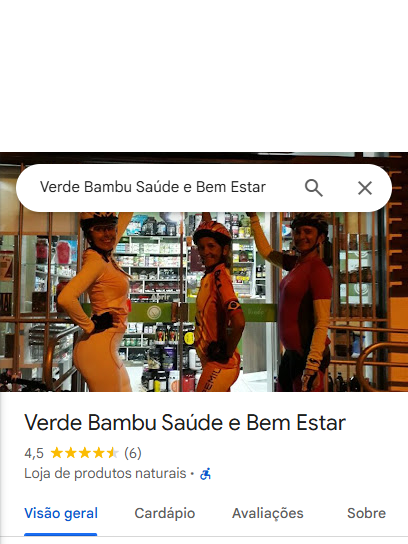 Verde Bambu Saúde e Bem Estar
Verde Bambu Saúde e Bem Estar
4,5 (6)
Loja de produtos naturais ·
Visão geral Cardápio Avaliações Sobre